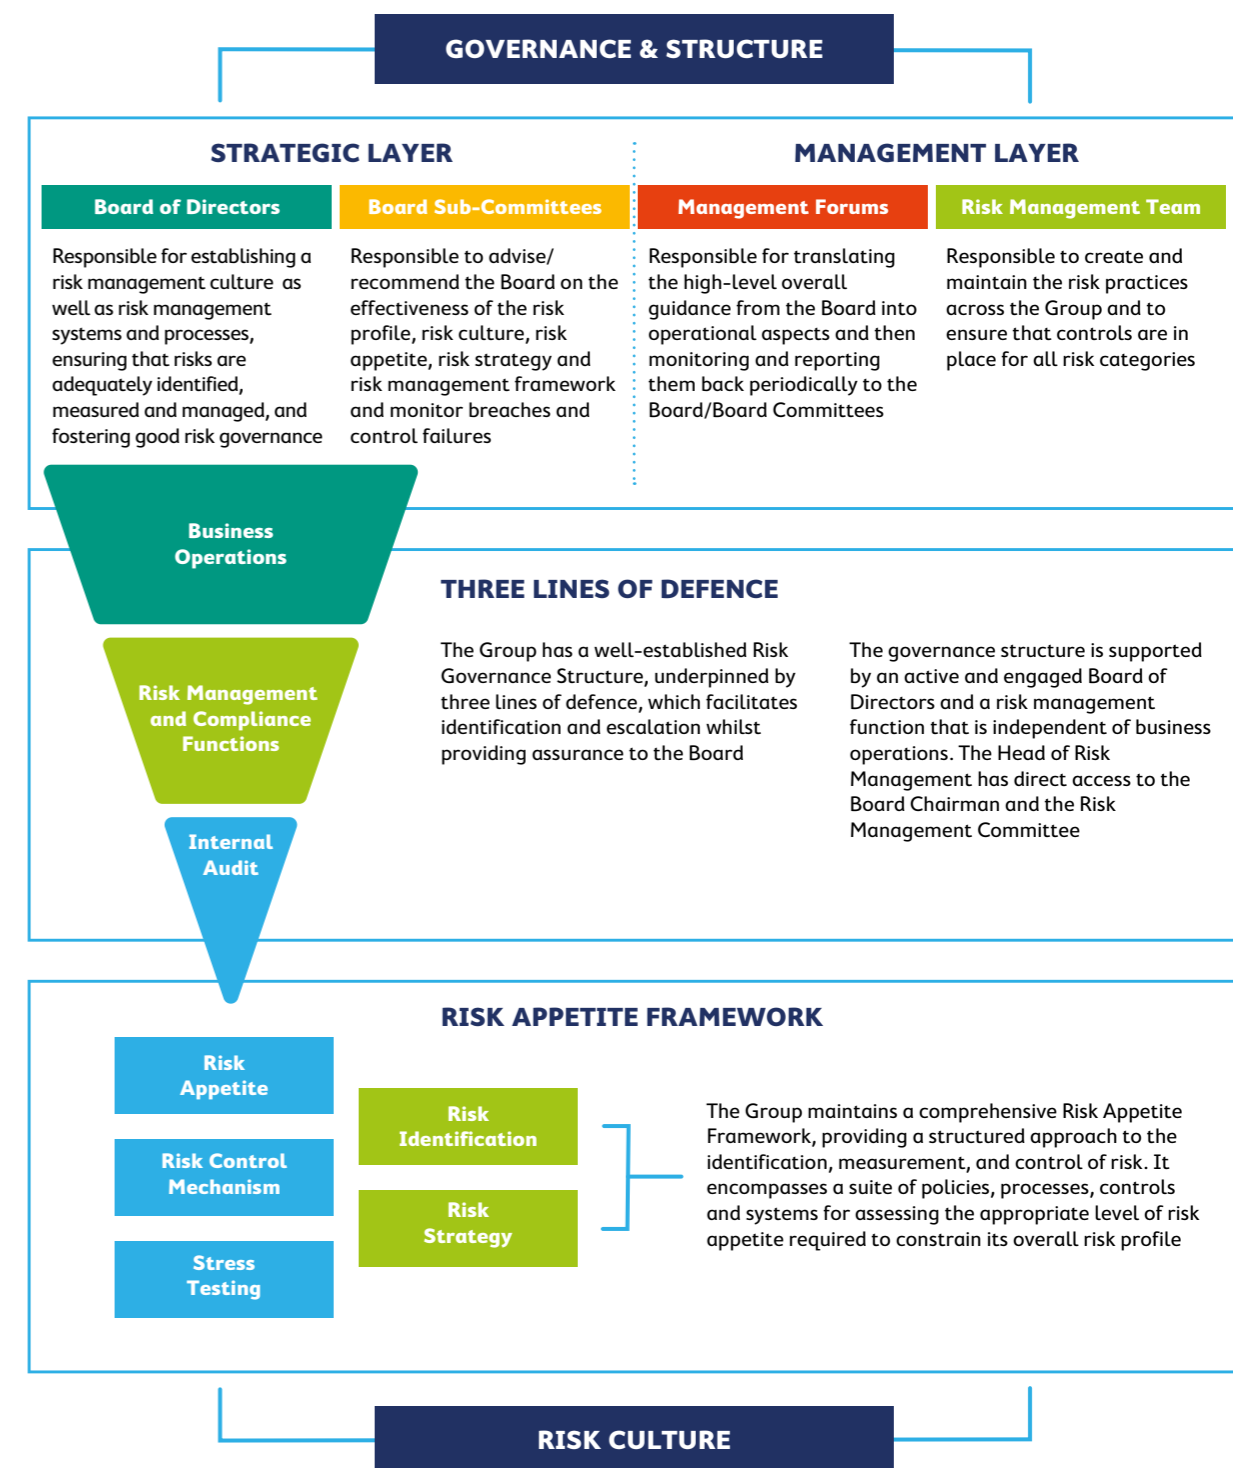 GOVERNANCE & STRUCTURE
STRATEGIC LAYER
Board of Directors
Responsible for establishing a
risk management culture as
well as risk management
systems and processes,
ensuring that risks are
adequately identified,
measured and managed, and
fostering good risk governance
Board Sub-Committees
Responsible to advise/
recommend the Board on the
effectiveness of the risk
profile, risk culture, risk
appetite, risk strategy and
risk management framework
and monitor breaches and
control failures
MANAGEMENT LAYER
Management Forums
Responsible for translating
the high-level overall
guidance from the Board into
operational aspects and then
monitoring and reporting
them back periodically to the
Board/Board Committees
Risk Management Team
Responsible to create and
maintain the risk practices
across the Group and to
ensure that controls are in
place for all risk categories
Business
Operations
Risk Management
and Compliance
Functions
Internal
Audit
THREE LINES OF DEFENCE
The Group has a well-established Risk
Governance Structure, underpinned by
three lines of defence, which facilitates
identification and escalation whilst
providing assurance to the Board
The governance structure is supported
by an active and engaged Board of
Directors and a risk management
function that is independent of business
operations. The Head of Risk
Management has direct access to the
Board Chairman and the Risk
Management Committee
RISK APPETITE FRAMEWORK
Risk
Appetite
Risk Control
Mechanism
Stress
Testing
Risk
Identification
Risk
Strategy
The Group maintains a comprehensive Risk Appetite
Framework, providing a structured approach to the
identification, measurement, and control of risk. It
encompasses a suite of policies, processes, controls
and systems for assessing the appropriate level of risk
appetite required to constrain its overall risk profile
RISK CULTURE